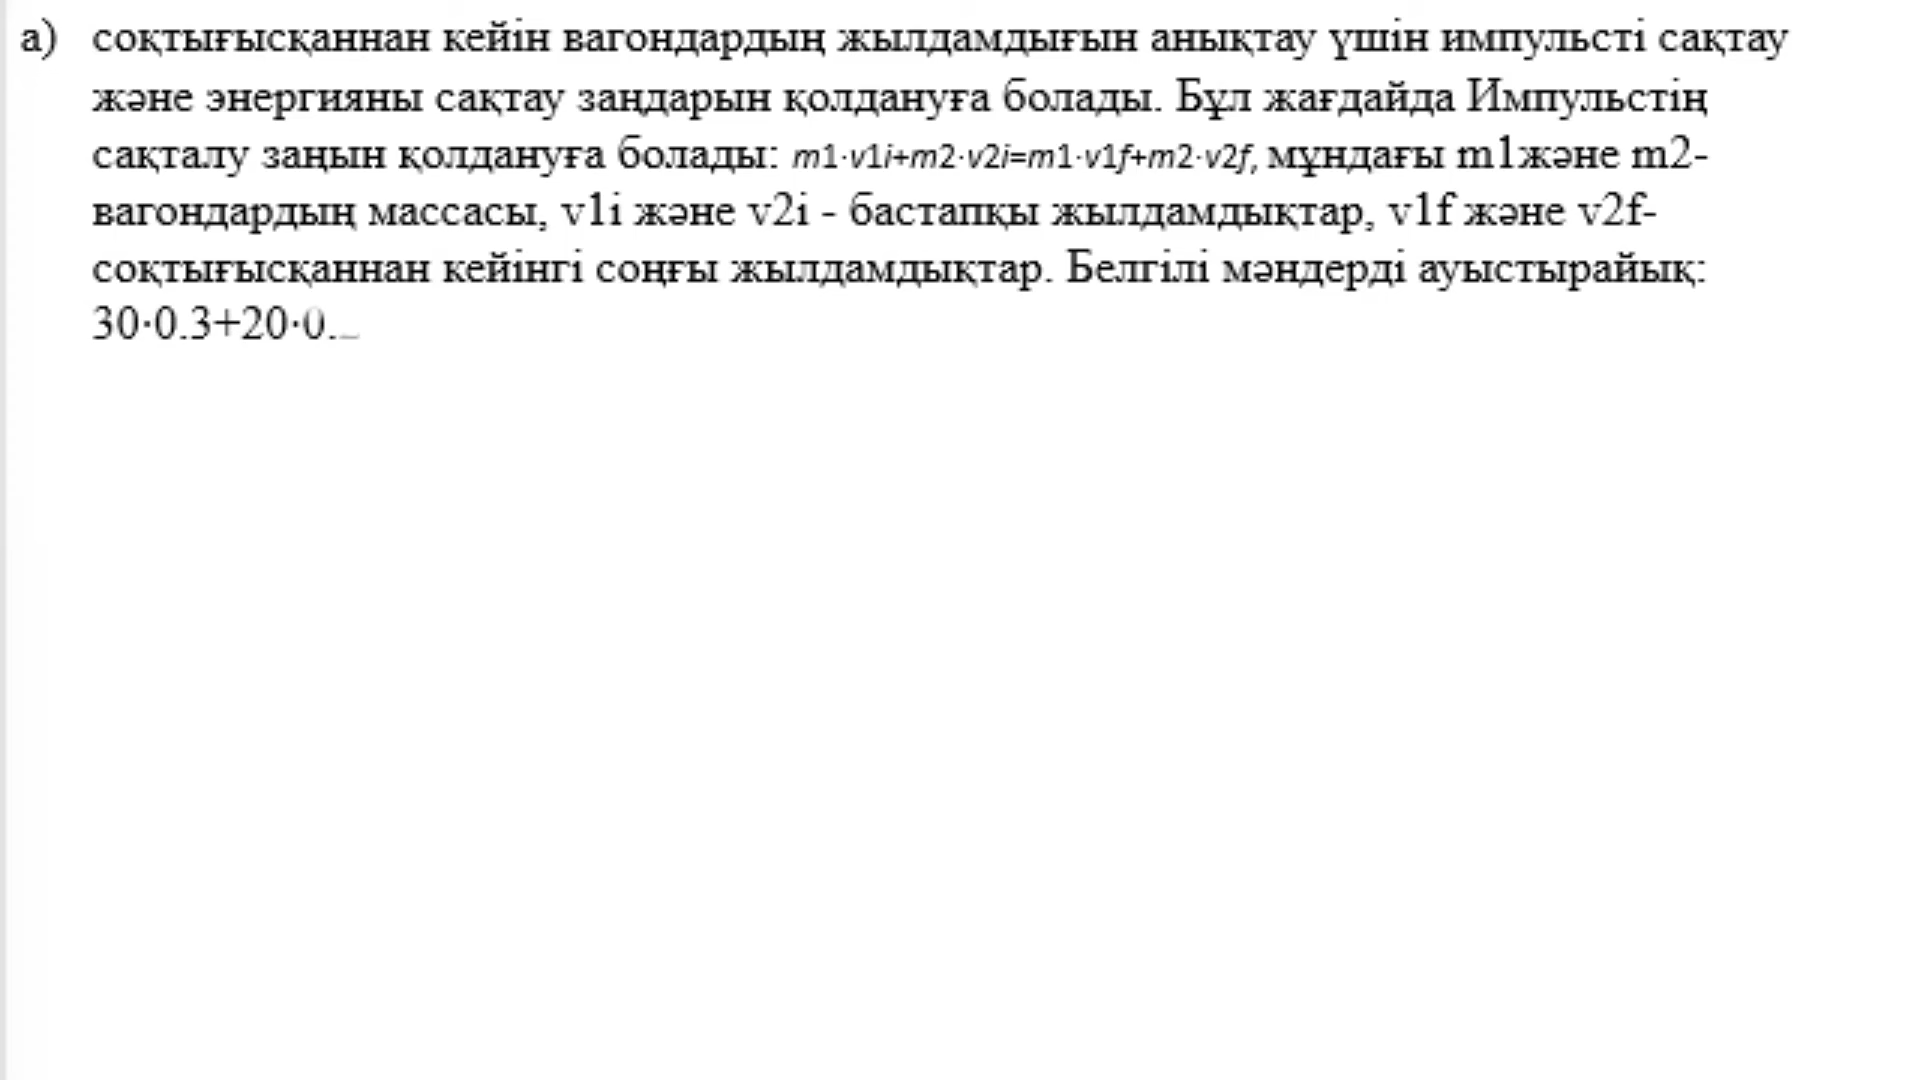 а) соқтығысқаннан кейін вагондардың жылдамдығын анықтау үшін импульсті сақтау
және энергияны сақтау заңдарын қолдануға болады. Бұл жағдайда Импульстің
сақталу заңын қолдануға болады: m1·v1i+m2·v2i=m1·v1f+m2·v2f, мұндағы m1және m2-
вагондардың массасы, v1i және v2i - бастапқы жылдамдықтар, v1f және v2f-
соқтығысқаннан кейінгі соңғы жылдамдықтар. Белгілі мәндерді ауыстырайық:
30·0.3+20·0.